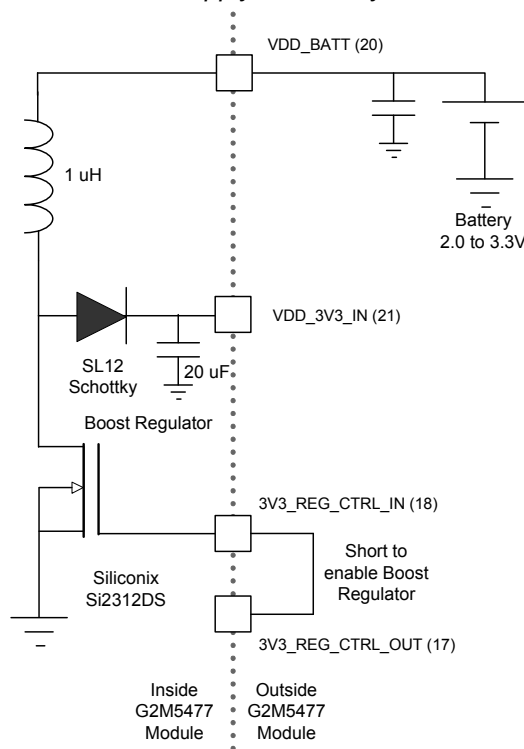 VDD_BATT (20)
1 uH
Battery
2.0 to 3.3V
VDD_3V3_IN (21)
SL12
Schottky
20 uF
Boost Regulator
3V3_REG_CTRL_IN (18)
Short to
enable Boost
Regulator
Siliconix
Si2312DS
3V3_REG_CTRL_OUT (17)
Inside
G2M5477
Module
Outside
G2M5477
Module